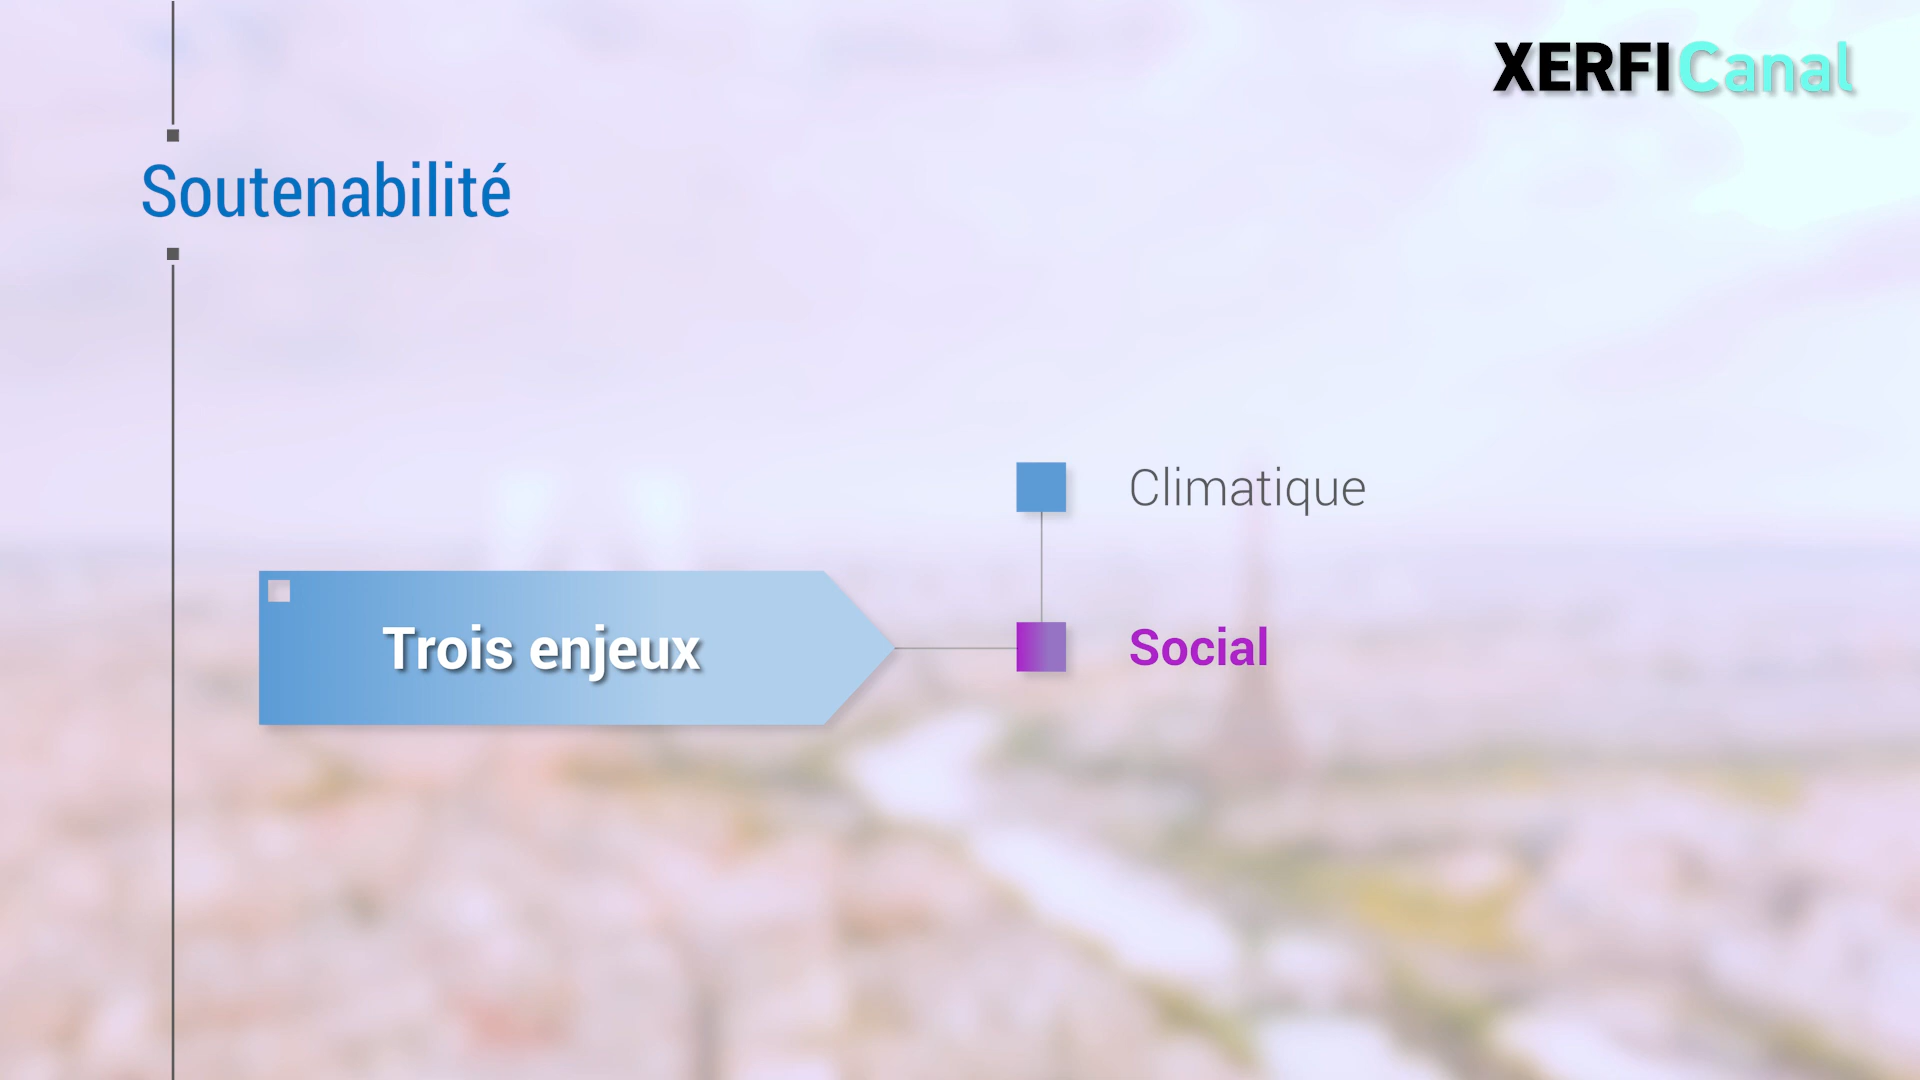 XERFI Canal
Soutenabilité
Climatique
Trois enjeux
Social